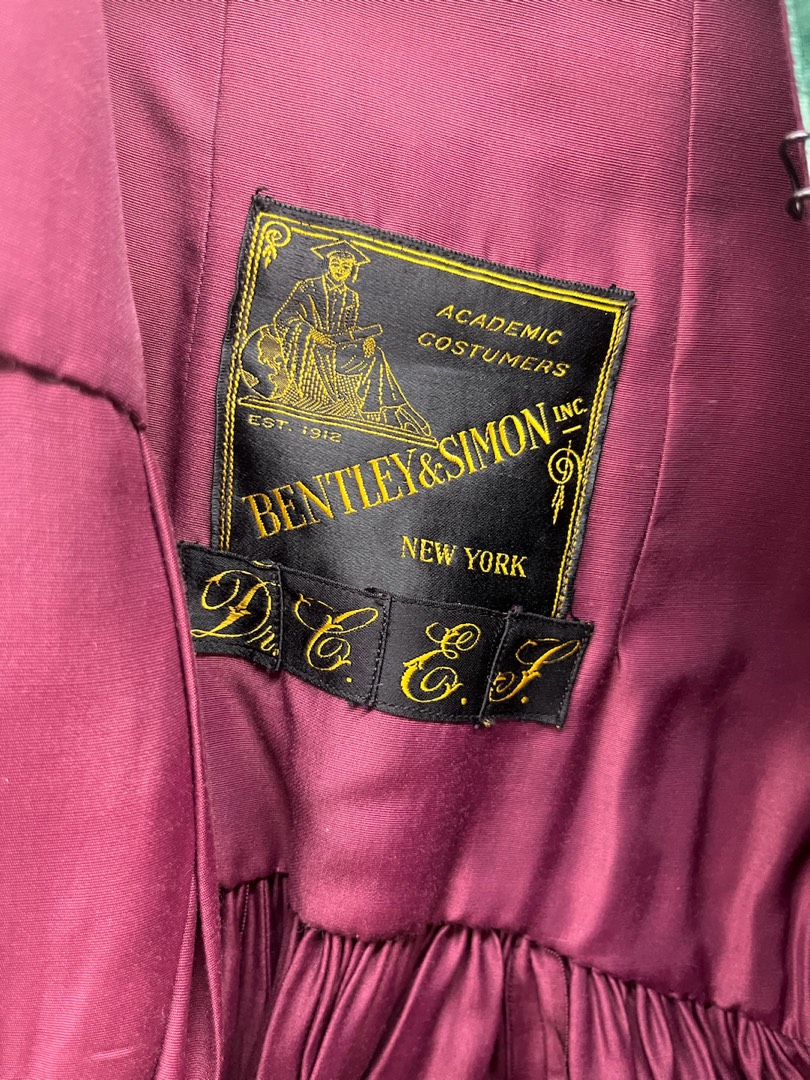 ACADEMIC
COSTUMERS
EST. 1912
BENTLEY & SIMON INC.
NEW YORK
Dr. C. E. S.